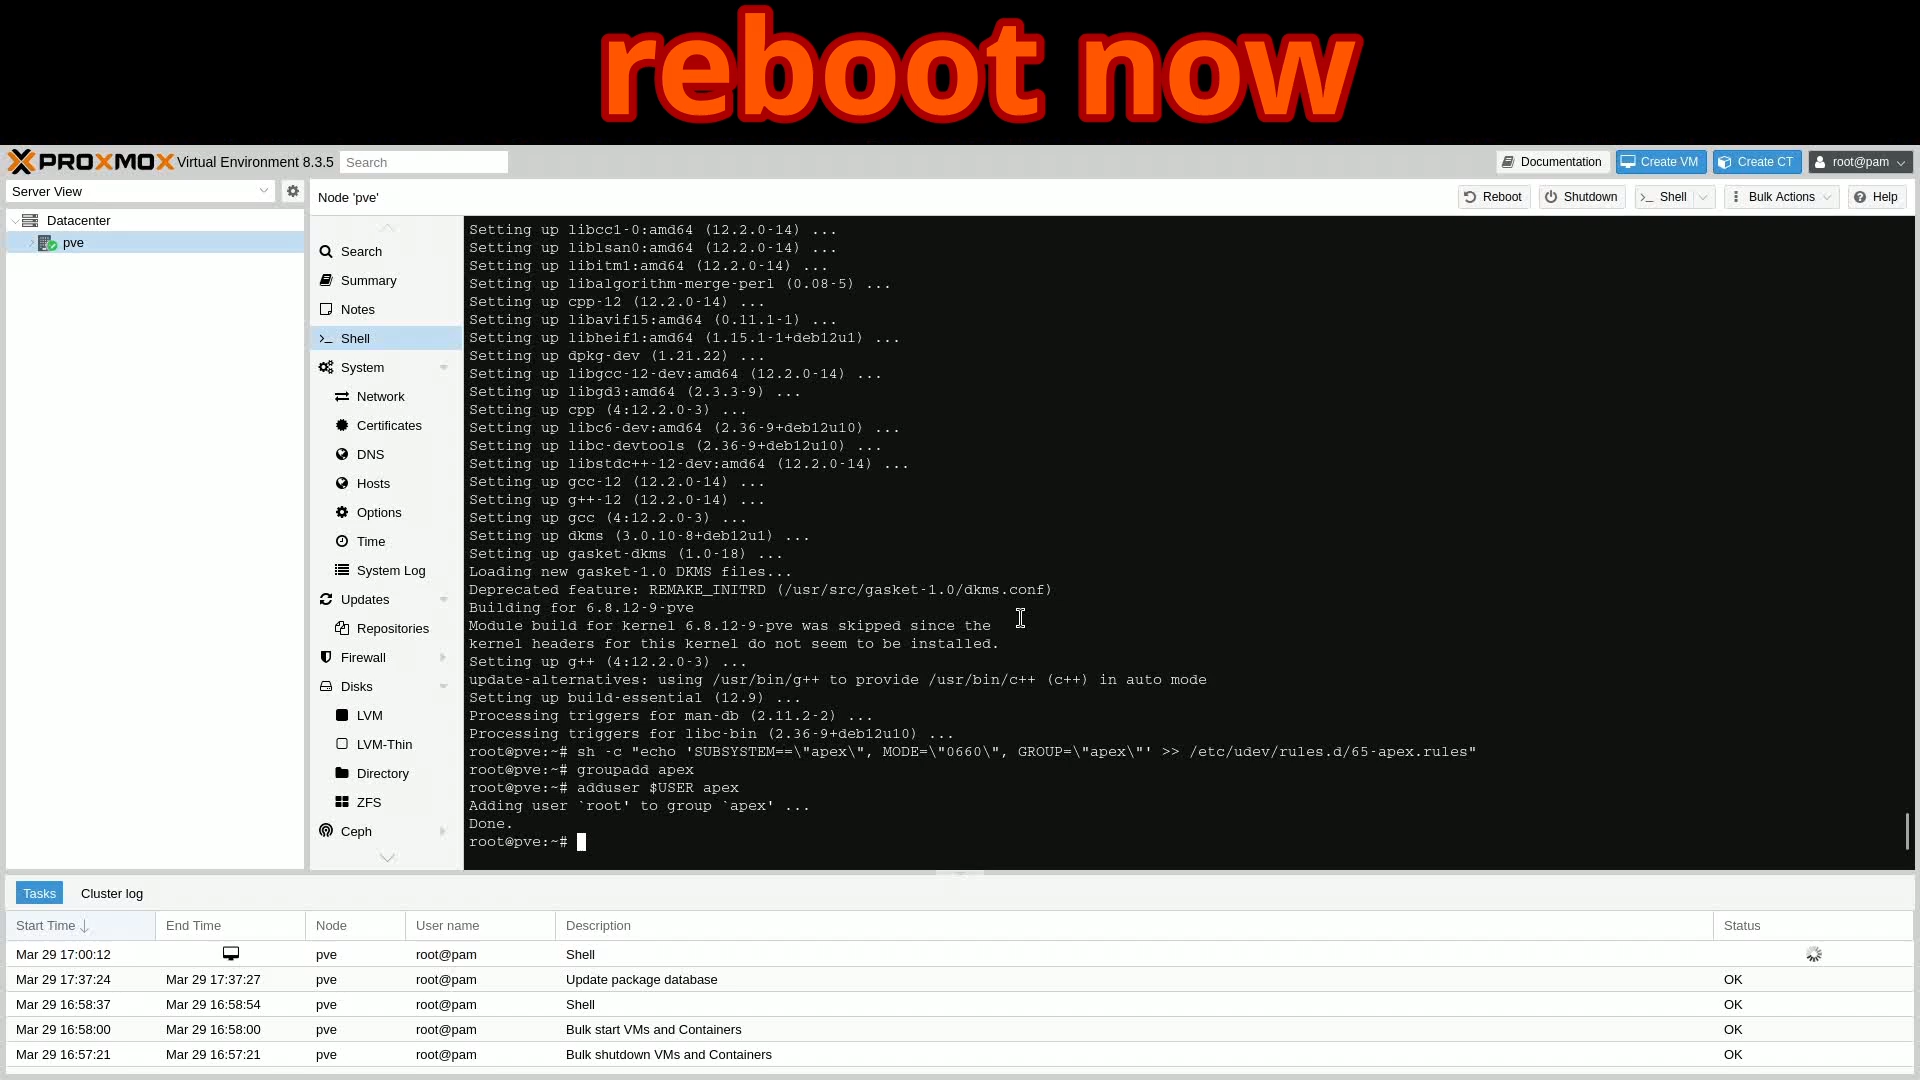 reboot now
PROXMOX Virtual Environment 8.3.5 Search Documentation Create VM Create CT root@pam
Server View
Node 'pve' Reboot Shutdown Shell Bulk Actions Help
Datacenter
pve
Search
Summary
Notes
Shell
System
Network
Certificates
DNS
Hosts
Options
Time
System Log
Updates
Repositories
Firewall
Disks
LVM
LVM-Thin
Directory
ZFS
Ceph
Setting up libcc1-0:amd64 (12.2.0-14) ...
Setting up liblsan0:amd64 (12.2.0-14) ...
Setting up libitm1:amd64 (12.2.0-14) ...
Setting up libalgorithm-merge-perl (0.08-5) ...
Setting up cpp-12 (12.2.0-14) ...
Setting up libavif15:amd64 (0.11.1-1) ...
Setting up libheif1:amd64 (1.15.1-1+deb12u1) ...
Setting up dpkg-dev (1.21.22) ...
Setting up libgcc-12-dev:amd64 (12.2.0-14) ...
Setting up libgd3:amd64 (2.3.3-9) ...
Setting up cpp (4:12.2.0-3) ...
Setting up libc6-dev:amd64 (2.36-9+deb12u10) ...
Setting up libc-devtools (2.36-9+deb12u10) ...
Setting up libstdc++-12-dev:amd64 (12.2.0-14) ...
Setting up gcc-12 (12.2.0-14) ...
Setting up g++-12 (12.2.0-14) ...
Setting up gcc (4:12.2.0-3) ...
Setting up dkms (3.0.10-8+deb12u1) ...
Setting up gasket-dkms (1.0-18) ...
Loading new gasket-1.0 DKMS files...
Deprecated feature: REMAKE_INITRD (/usr/src/gasket-1.0/dkms.conf)
Building for 6.8.12-9-pve
Module build for kernel 6.8.12-9-pve was skipped since the
kernel headers for this kernel do not seem to be installed.
Setting up g++ (4:12.2.0-3) ...
update-alternatives: using /usr/bin/g++ to provide /usr/bin/c++ (c++) in auto mode
Setting up build-essential (12.9) ...
Processing triggers for man-db (2.11.2-2) ...
Processing triggers for libc-bin (2.36-9+deb12u10) ...
root@pve:~# sh -c "echo 'SUBSYSTEM==\"apex\", MODE=\"0660\", GROUP=\"apex\"' >> /etc/udev/rules.d/65-apex.rules"
root@pve:~# groupadd apex
root@pve:~# adduser $USER apex
Adding user `root' to group `apex' ...
Done.
root@pve:~#
Tasks Cluster log
Start Time End Time Node User name Description Status
Mar 29 17:00:12 pve root@pam Shell
Mar 29 17:37:24 Mar 29 17:37:27 pve root@pam Update package database OK
Mar 29 16:58:37 Mar 29 16:58:54 pve root@pam Shell OK
Mar 29 16:58:00 Mar 29 16:58:00 pve root@pam Bulk start VMs and Containers OK
Mar 29 16:57:21 Mar 29 16:57:21 pve root@pam Bulk shutdown VMs and Containers OK